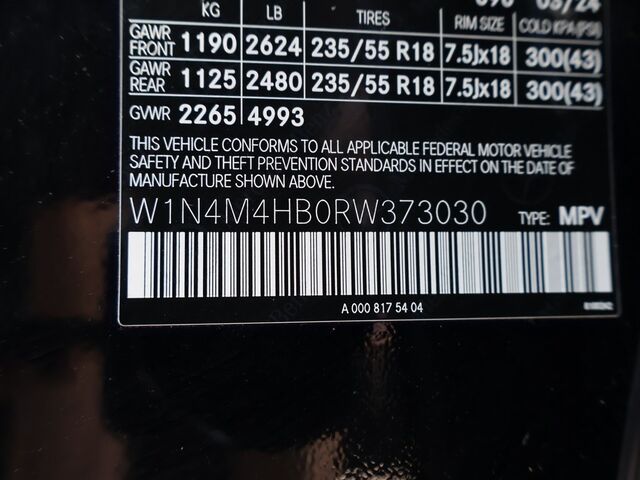 03/24
KG LB TIRES RIM SIZE COLD KPA(PSI)
GAWR FRONT 1190 2624 235/55 R18 7.5Jx18 300(43)
GAWR REAR 1125 2480 235/55 R18 7.5Jx18 300(43)
GVWR 2265 4993
THIS VEHICLE CONFORMS TO ALL APPLICABLE FEDERAL MOTOR VEHICLE
SAFETY AND THEFT PREVENTION STANDARDS IN EFFECT ON THE DATE OF
MANUFACTURE SHOWN ABOVE.
W1N4M4HB0RW373030 TYPE: MPV
A 000 817 54 04